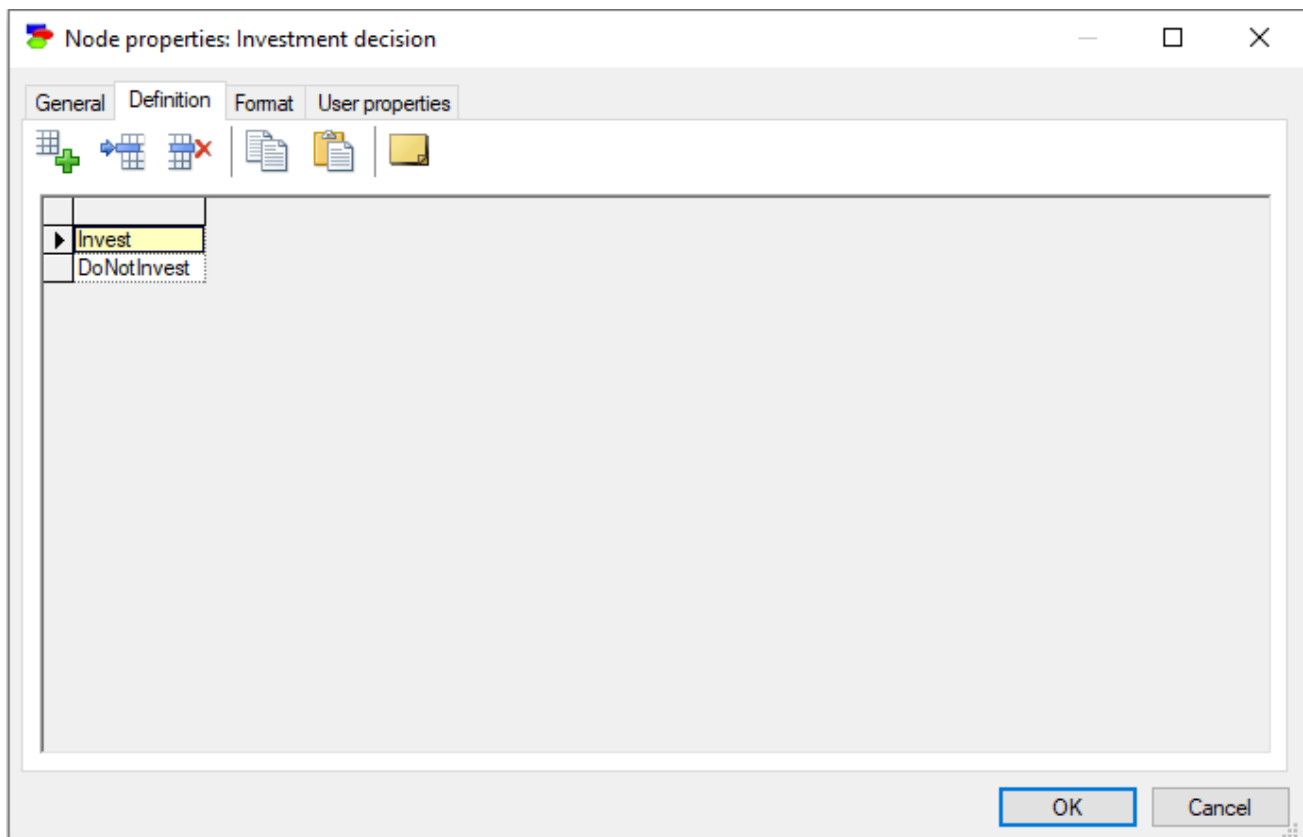 Node properties: Investment decision
General Definition Format User properties
Invest
DoNotInvest
OK Cancel